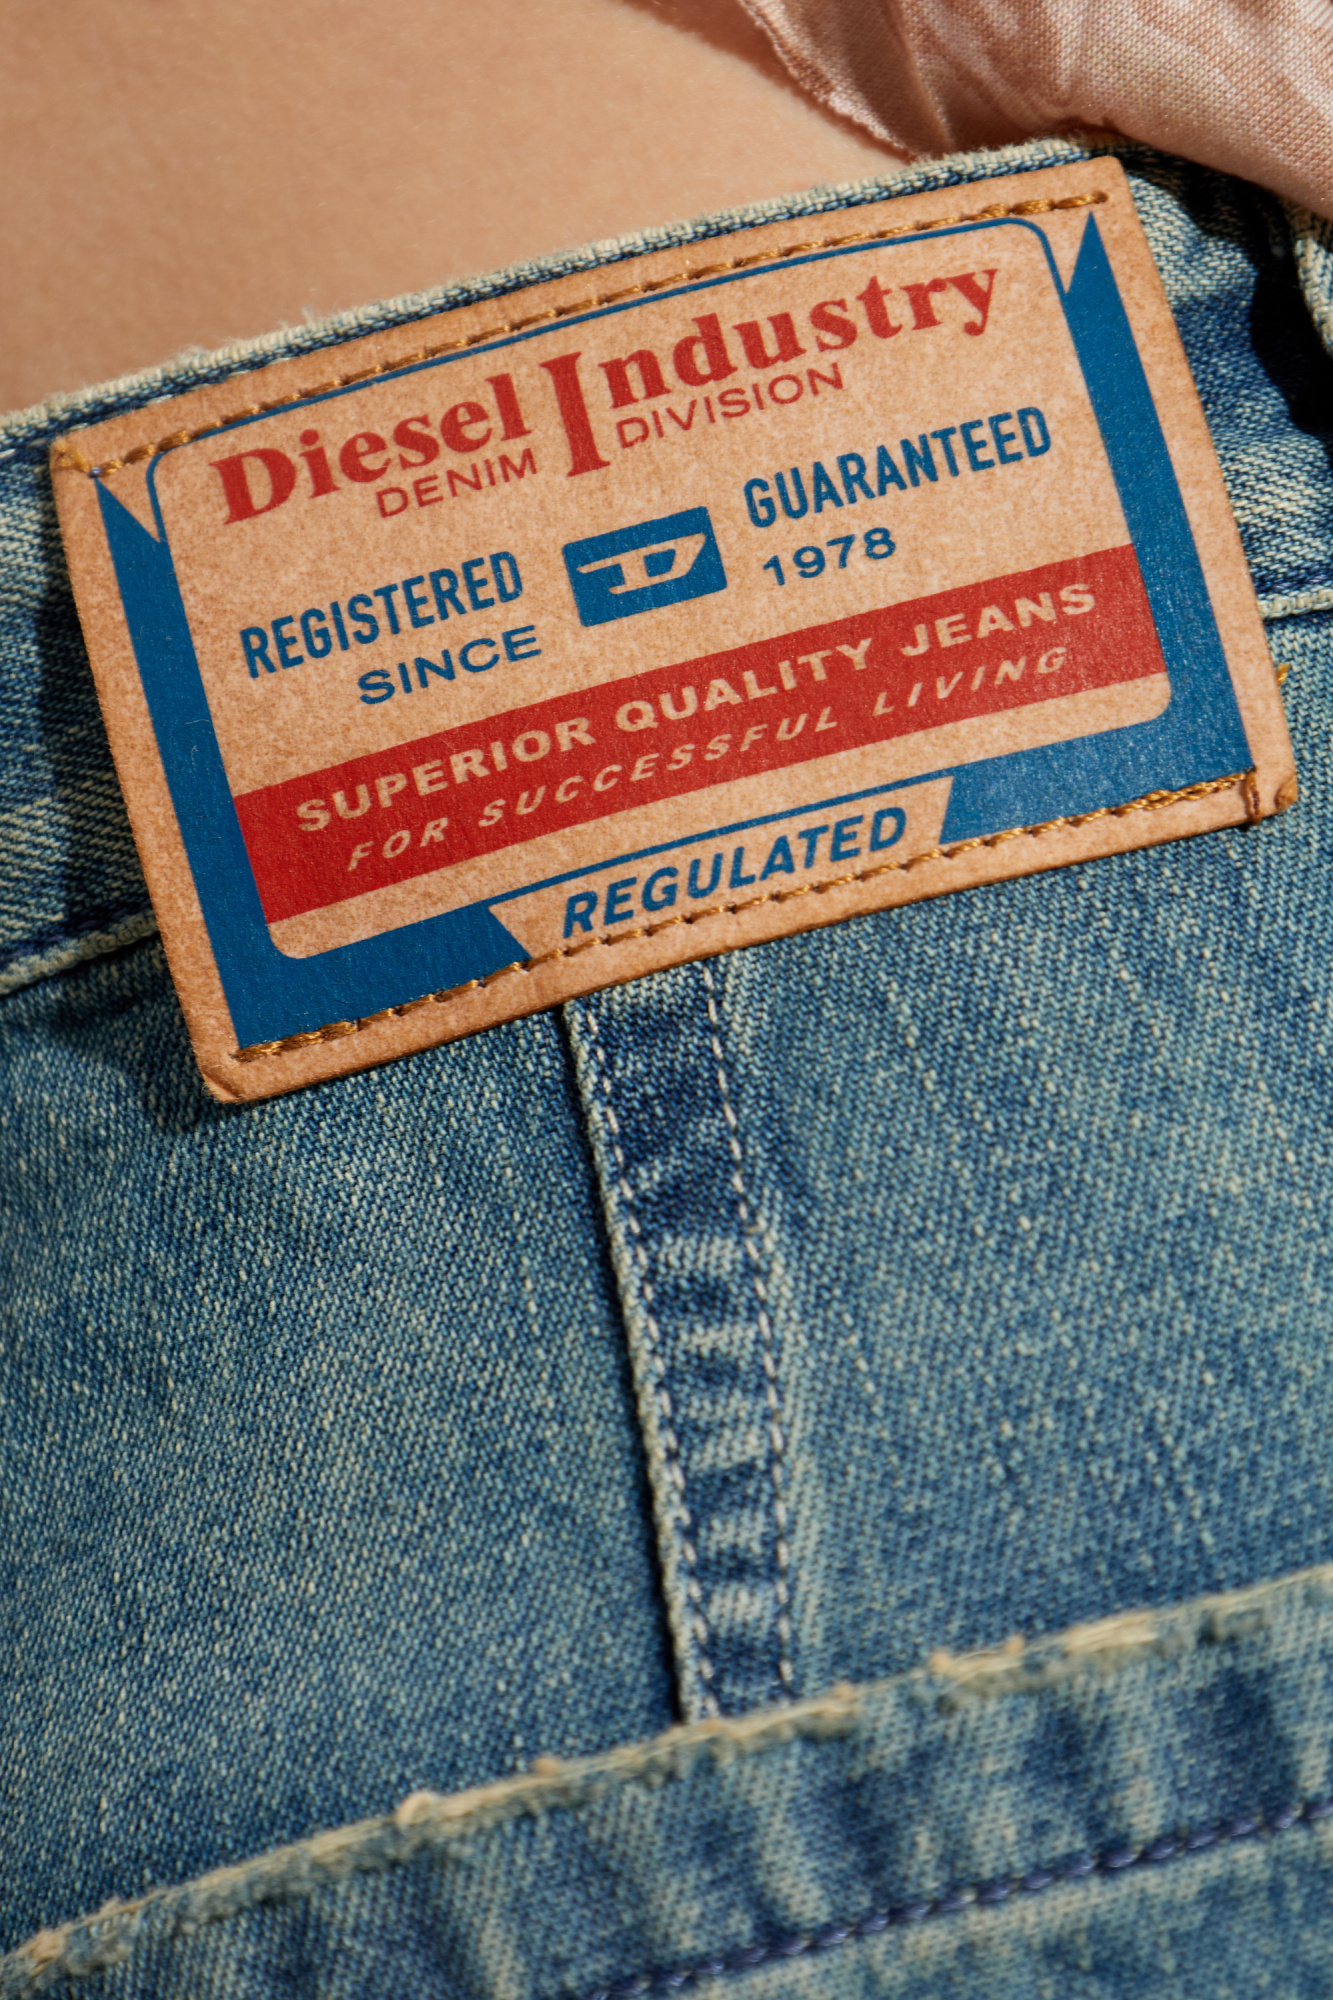 Diesel Industry
DENIM DIVISION
REGISTERED D GUARANTEED
SINCE 1978
SUPERIOR QUALITY JEANS
FOR SUCCESSFUL LIVING
REGULATED